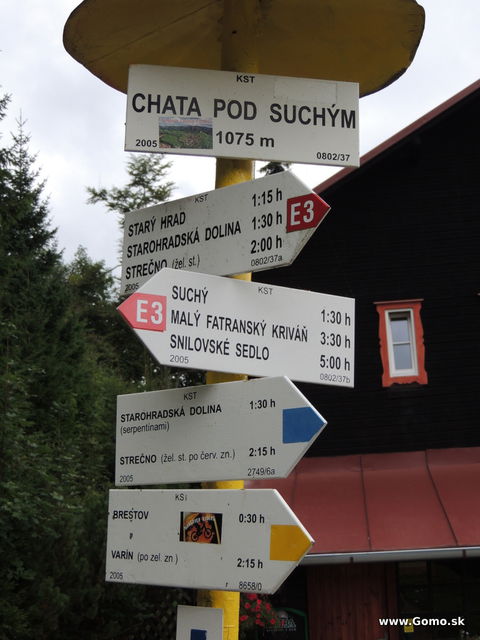 KST
CHATA POD SUCHÝM
2005 1075 m
0802/37
KST
STARÝ HRAD 1:15 h
STAROHRADSKÁ DOLINA 1:30 h
STREČNO (žel. st.) 2:00 h
E3
2005 0802/37a
KST
E3
SUCHÝ 1:30 h
MALÝ FATRANSKÝ KRIVÁŇ 3:30 h
SNILOVSKÉ SEDLO 5:00 h
2005 0802/37b
KST
STAROHRADSKÁ DOLINA 1:30 h
(serpentínami)
STREČNO (žel. st. po červ. zn.) 2:15 h
2005 2749/6a
BRESTOV 0:30 h
VARÍN (po zel. zn.) 2:15 h
2005 8658/0
www.Gomo.sk